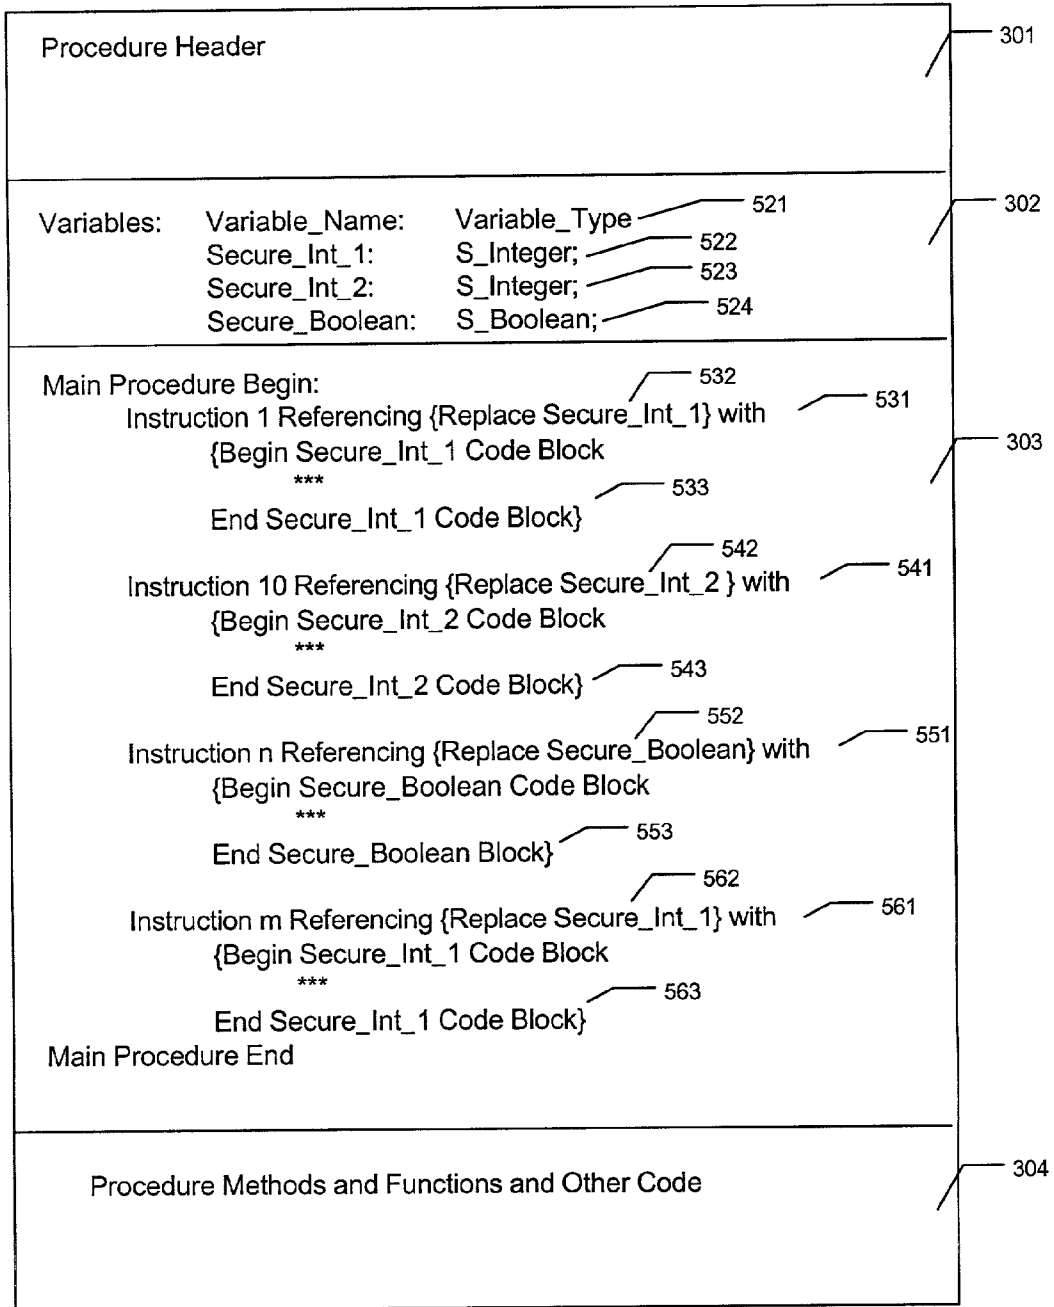 Procedure Header 301
Variables: Variable_Name: Variable_Type 521 302
Secure_Int_1: S_Integer; 522
Secure_Int_2: S_Integer; 523
Secure_Boolean: S_Boolean; 524
Main Procedure Begin: 532
Instruction 1 Referencing {Replace Secure_Int_1} with 531
{Begin Secure_Int_1 Code Block 303
***
End Secure_Int_1 Code Block} 533
542
Instruction 10 Referencing {Replace Secure_Int_2 } with 541
{Begin Secure_Int_2 Code Block
***
End Secure_Int_2 Code Block} 543
552
Instruction n Referencing {Replace Secure_Boolean} with 551
{Begin Secure_Boolean Code Block
***
End Secure_Boolean Block} 553
562
Instruction m Referencing {Replace Secure_Int_1} with 561
{Begin Secure_Int_1 Code Block
***
End Secure_Int_1 Code Block} 563
Main Procedure End
Procedure Methods and Functions and Other Code 304